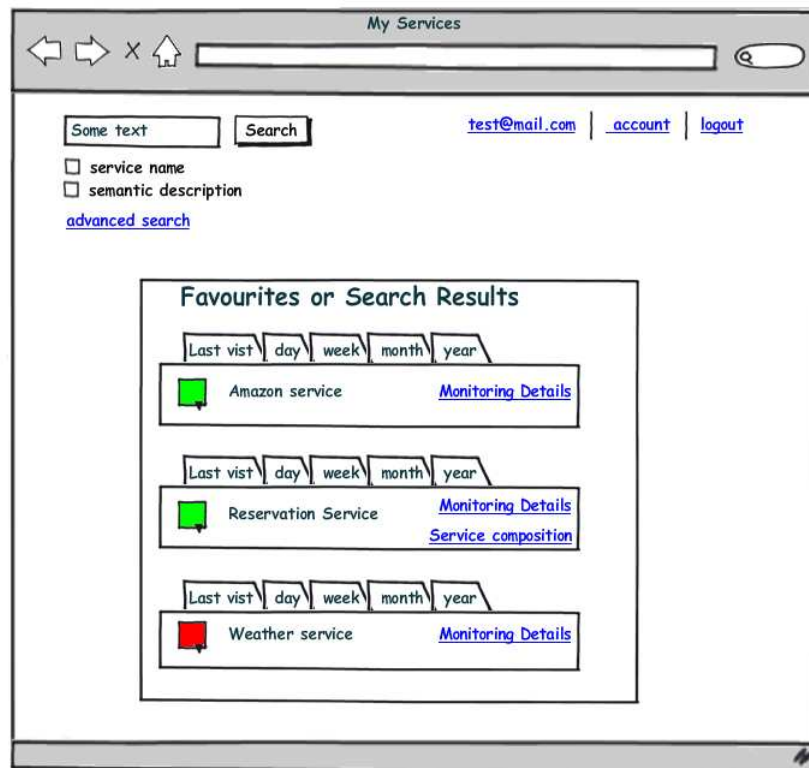 My Services
Some text Search test@mail.com account logout
service name
semantic description
advanced search
Favourites or Search Results
Last vist day week month year
Amazon service Monitoring Details
Last vist day week month year
Reservation Service Monitoring Details
Service composition
Last vist day week month year
Weather service Monitoring Details